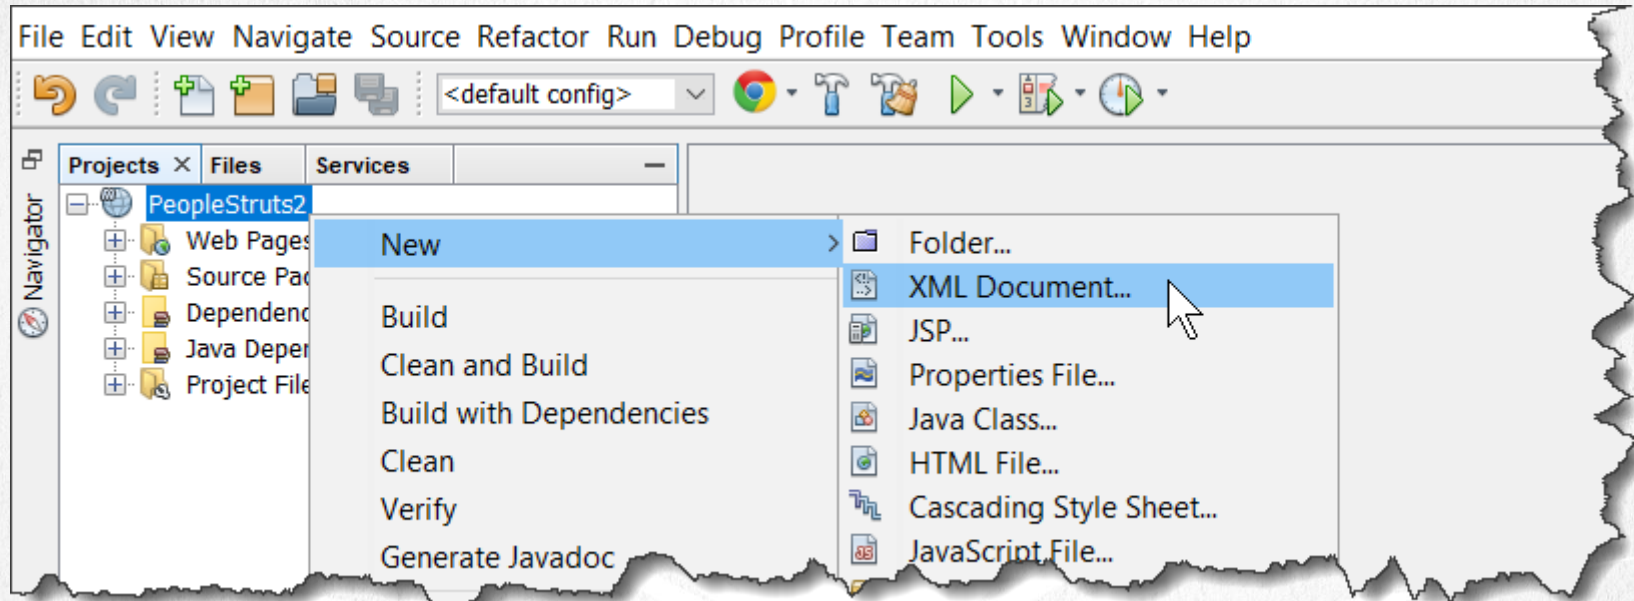 File Edit View Navigate Source Refactor Run Debug Profile Team Tools Window Help
<default config>
Projects Files Services
Navigator
PeopleStruts2
Web Pages
Source Pac
Dependenc
Java Deper
Project File
New
Build
Clean and Build
Build with Dependencies
Clean
Verify
Generate Javadoc
Folder...
XML Document...
JSP...
Properties File...
Java Class...
HTML File...
Cascading Style Sheet...
JavaScript File...